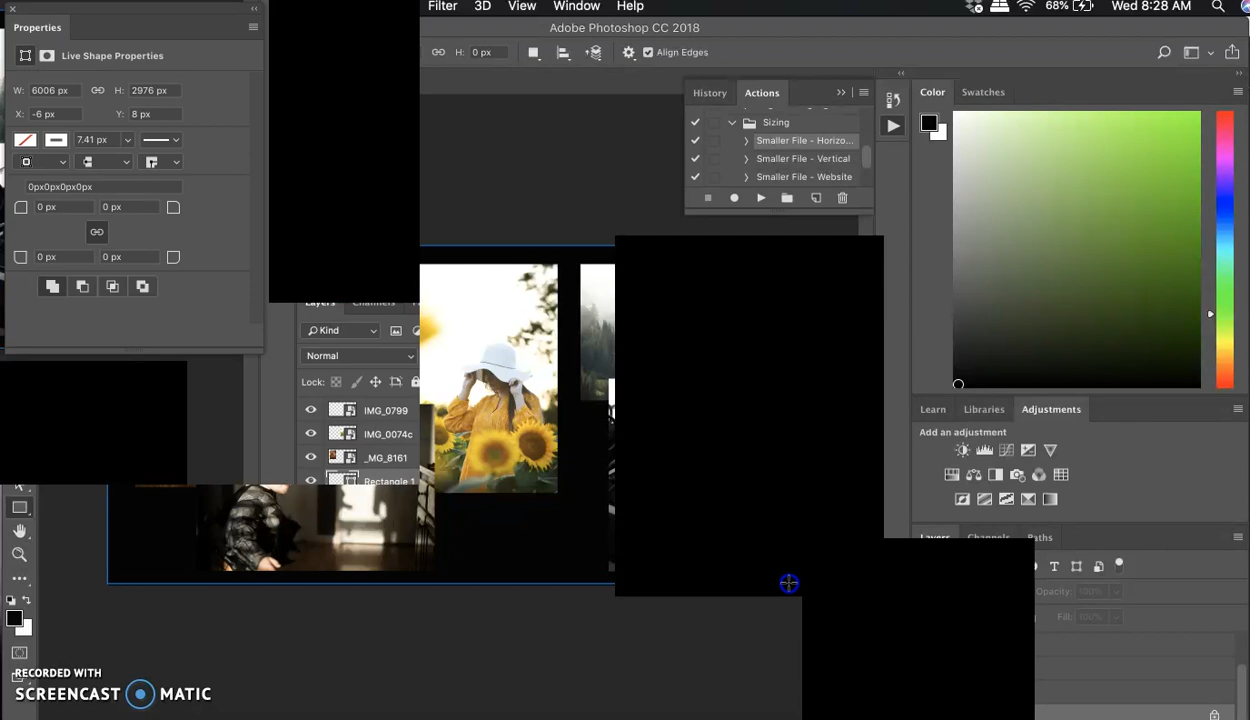 Filter 3D View Window Help
68% Wed 8:28 AM
Adobe Photoshop CC 2018
H: 0 px
Align Edges
Properties
Live Shape Properties
W: 6006 px H: 2976 px
X: -6 px Y: 8 px
7.41 px
0px0px0px0px
0 px 0 px
0 px 0 px
History Actions
Sizing
Smaller File - Horizo...
Smaller File - Vertical
Smaller File - Website
Color Swatches
Layers Channels
Kind
Normal
Lock:
IMG_0799
IMG_0074c
_MG_8161
Rectangle 1
Learn Libraries Adjustments
Add an adjustment
Layers Channels Paths
Opacity: 100%
Fill: 100%
RECORDED WITH
SCREENCAST MATIC